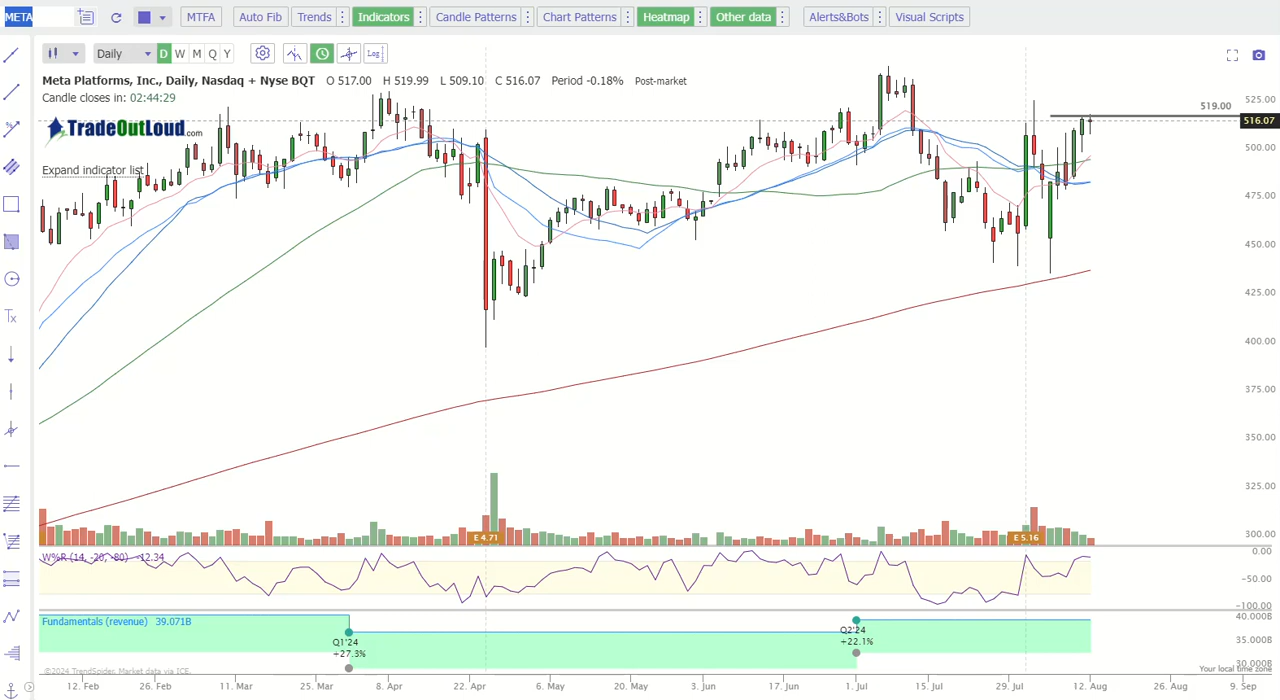 META MTFA Auto Fib Trends Indicators Candle Patterns Chart Patterns Heatmap Other data Alerts&Bots Visual Scripts
Daily D W M Q Y Log
Meta Platforms, Inc., Daily, Nasdaq + Nyse BQT O 517.00 H 519.99 L 509.10 C 516.07 Period -0.18% Post-market
Candle closes in: 02:44:29
TradeOutLoud.com
Expand indicator list
519.00
525.00
516.07
500.00
475.00
450.00
425.00
400.00
375.00
350.00
325.00
300.00
E 4.71
E 5.16
W%R (14, -20, -80) -12.34
0.00
-50.00
-100.00
Fundamentals (revenue) 39.071B
40.000B
35.000B
30.000B
Q1'24
+27.3%
Q2'24
+22.1%
©2024 TrendSpider. Market data via ICE.
Your local time zone
12. Feb 26. Feb 11. Mar 25. Mar 8. Apr 22. Apr 6. May 20. May 3. Jun 17. Jun 1. Jul 15. Jul 29. Jul 12. Aug 26. Aug 9. Sep
Tx
%